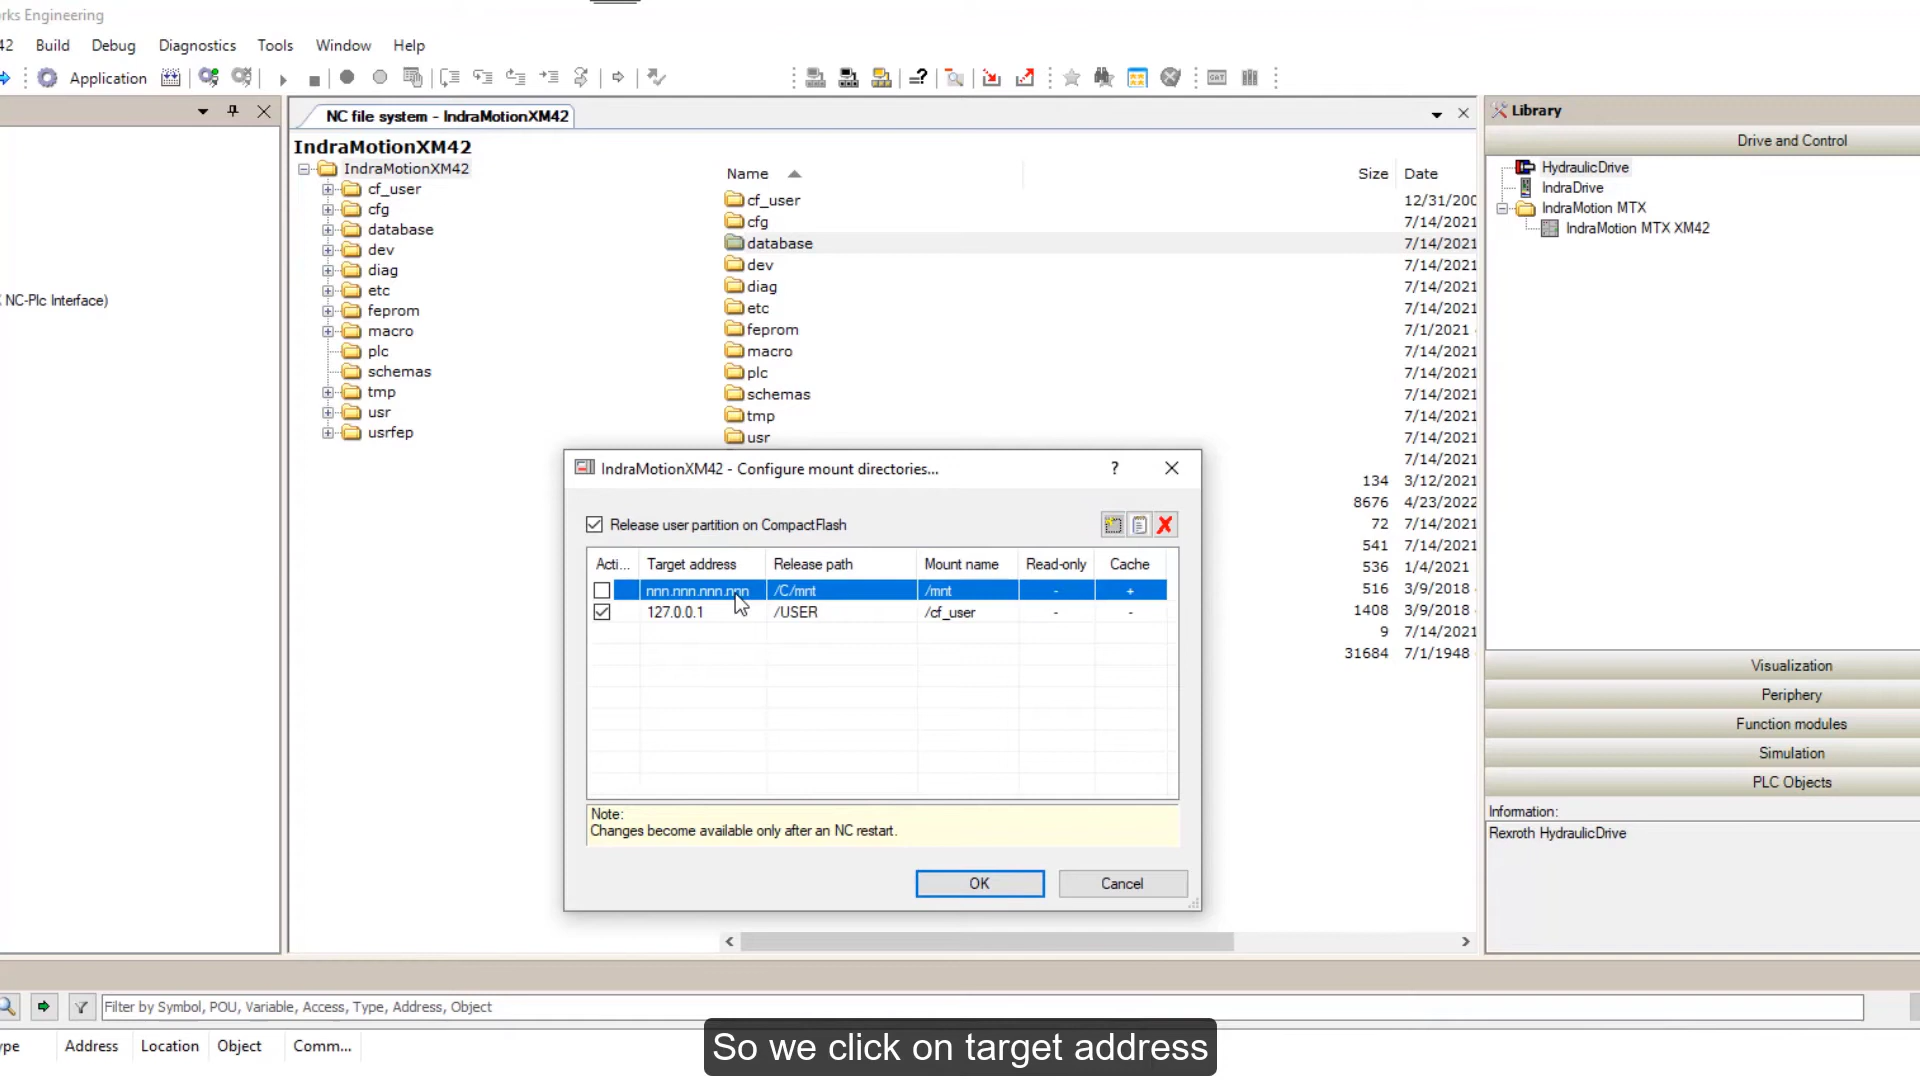 rks Engineering
42 Build Debug Diagnostics Tools Window Help
Application
CAT
NC file system - IndraMotionXM42
IndraMotionXM42
IndraMotionXM42
cf_user
cfg
database
dev
diag
etc
feprom
macro
plc
schemas
tmp
usr
usrfep
NC-Plc Interface)
Name Size Date
cf_user 12/31/200
cfg 7/14/2021
database 7/14/2021
dev 7/14/2021
diag 7/14/2021
etc 7/14/2021
feprom 7/1/2021
macro 7/14/2021
plc 7/14/2021
schemas 7/14/2021
tmp 7/14/2021
usr 7/14/2021
7/14/2021
134 3/12/2021
8676 4/23/2022
72 7/14/2021
541 7/14/2021
536 1/4/2021
516 3/9/2018
1408 3/9/2018
9 7/14/2021
31684 7/1/1948
IndraMotionXM42 - Configure mount directories...
?
Release user partition on CompactFlash
Acti... Target address Release path Mount name Read-only Cache
nnn.nnn.nnn.nnn /C/mnt /mnt - +
127.0.0.1 /USER /cf_user - -
Note:
Changes become available only after an NC restart.
OK Cancel
Library
Drive and Control
HydraulicDrive
IndraDrive
IndraMotion MTX
IndraMotion MTX XM42
Visualization
Periphery
Function modules
Simulation
PLC Objects
Information:
Rexroth HydraulicDrive
Filter by Symbol, POU, Variable, Access, Type, Address, Object
ype Address Location Object Comm...
So we click on target address